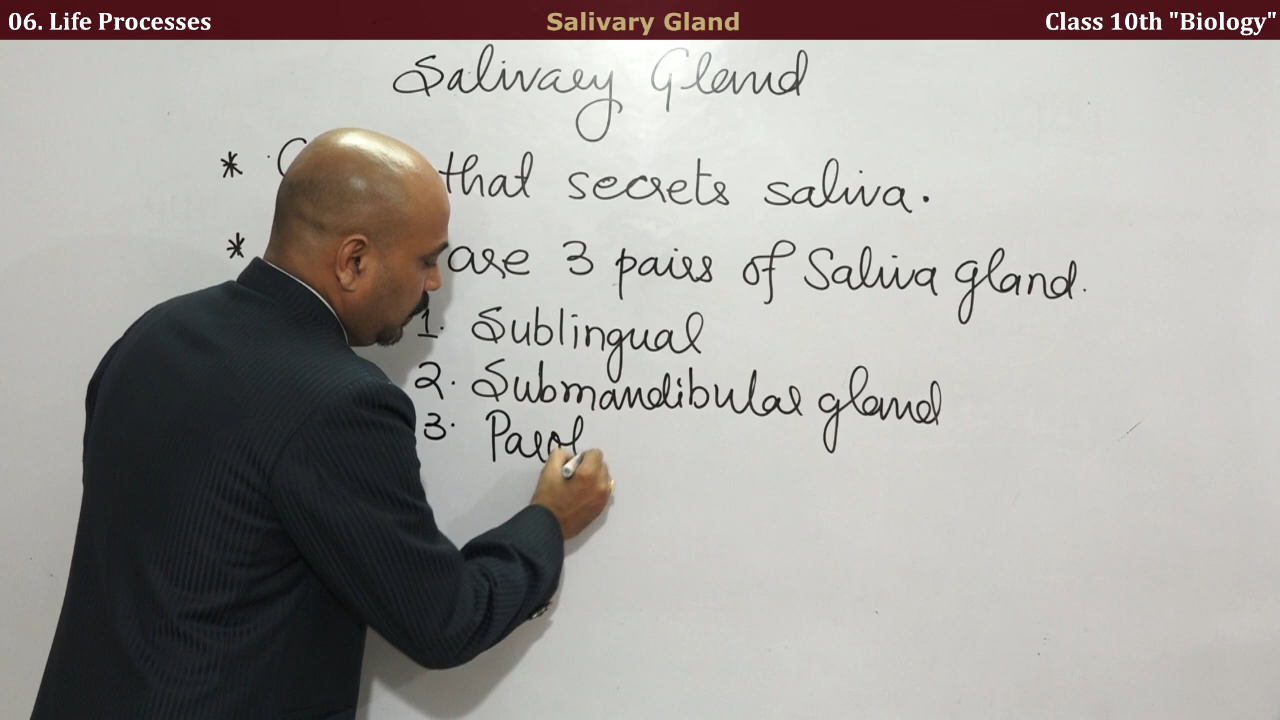 06. Life Processes Salivary Gland Class 10th "Biology"
Salivary Gland
* that secrets saliva.
* are 3 pairs of Saliva gland.
1. Sublingual
2. Submandibular gland
3. Parot